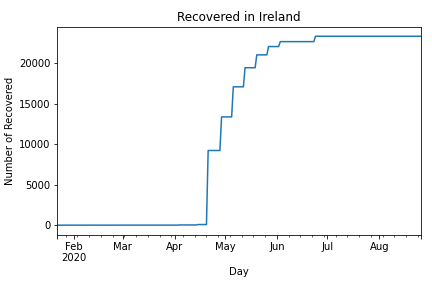 Recovered in Ireland
Number of Recovered
20000
15000
10000
5000
0
Feb
2020
Mar
Apr
May
Jun
Jul
Aug
Day